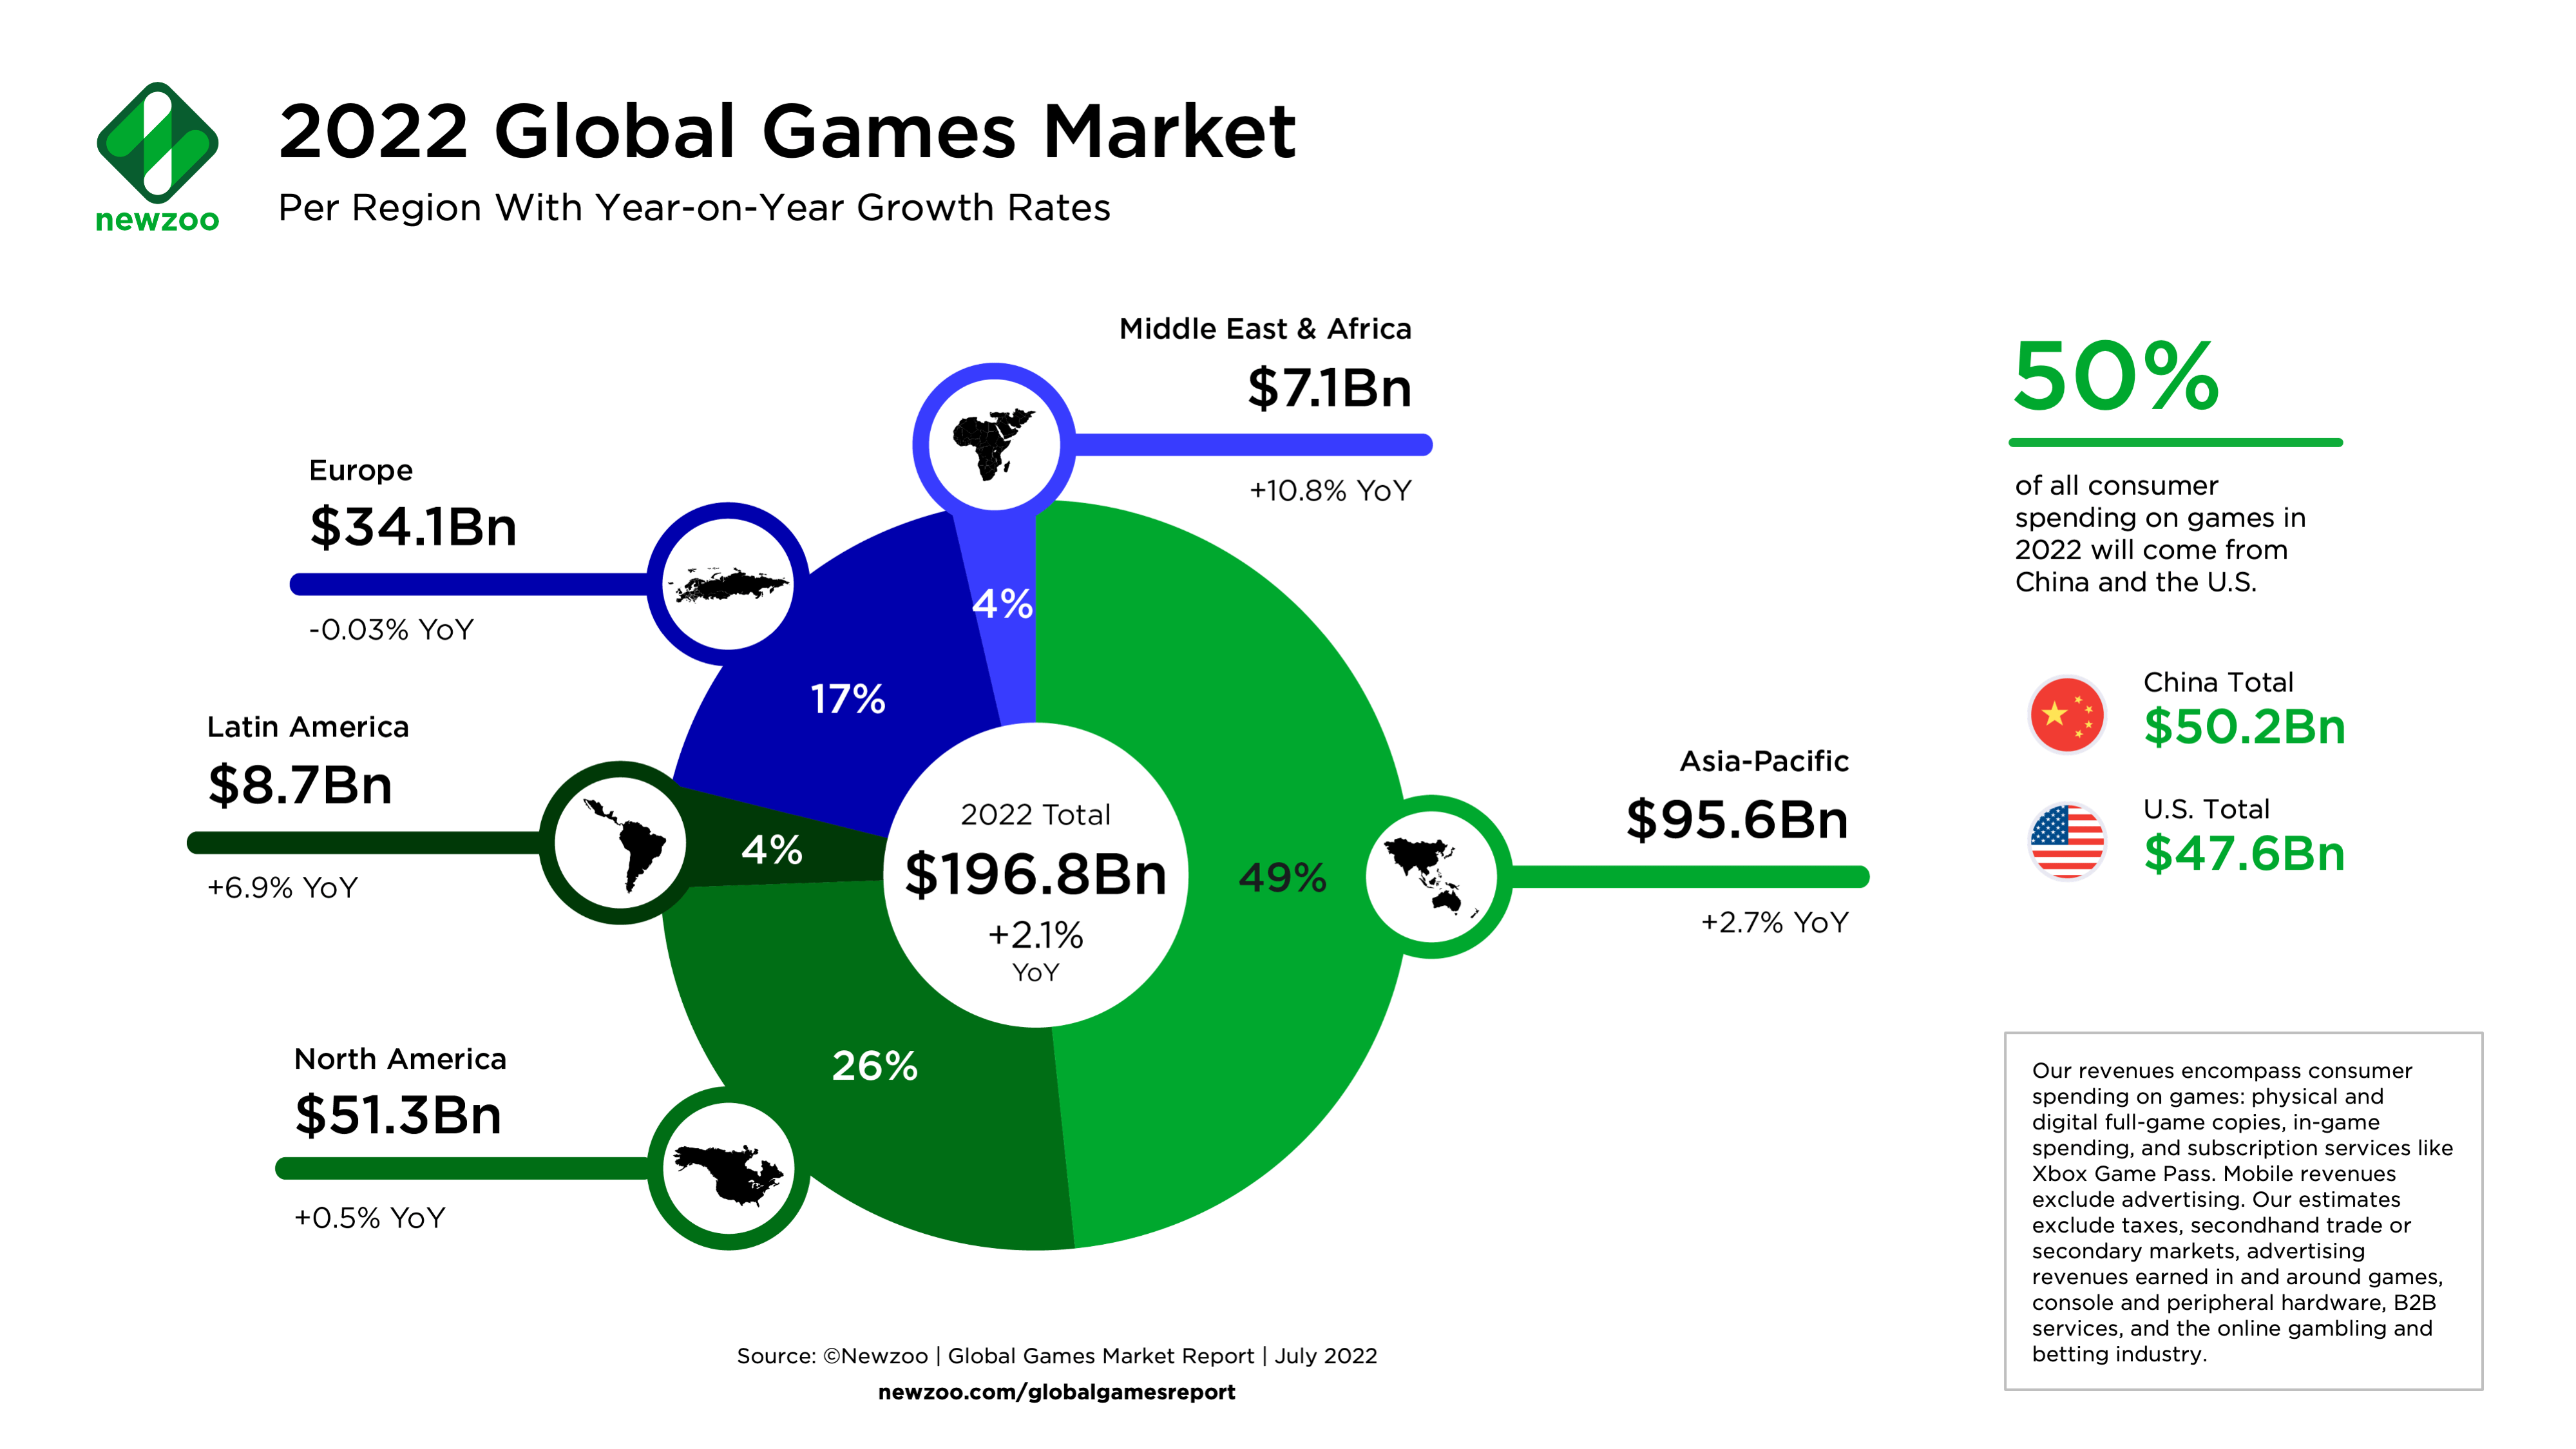 newzoo
2022 Global Games Market
Per Region With Year-on-Year Growth Rates
Middle East & Africa
$7.1Bn
+10.8% YoY
Europe
$34.1Bn
-0.03% YoY
Latin America
$8.7Bn
+6.9% YoY
North America
$51.3Bn
+0.5% YoY
Asia-Pacific
$95.6Bn
+2.7% YoY
4%
17%
4%
26%
49%
2022 Total
$196.8Bn
+2.1%
YoY
50%
of all consumer
spending on games in
2022 will come from
China and the U.S.
China Total
$50.2Bn
U.S. Total
$47.6Bn
Our revenues encompass consumer
spending on games: physical and
digital full-game copies, in-game
spending, and subscription services like
Xbox Game Pass. Mobile revenues
exclude advertising. Our estimates
exclude taxes, secondhand trade or
secondary markets, advertising
revenues earned in and around games,
console and peripheral hardware, B2B
services, and the online gambling and
betting industry.
Source: ©Newzoo | Global Games Market Report | July 2022
newzoo.com/globalgamesreport